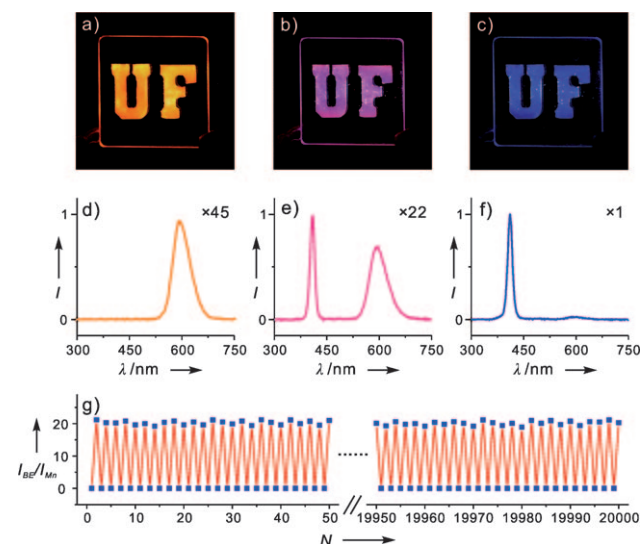 a) b) c)
UF UF UF
d) ×45 e) ×22 f) ×1
1 1 1
I I I
0 0 0
300 450 600 750 300 450 600 750 300 450 600 750
λ/nm λ/nm λ/nm
g)
20
10
I_BE/I_Mn
0
0 10 20 30 40 50 19950 19960 19970 19980 19990 20000
N